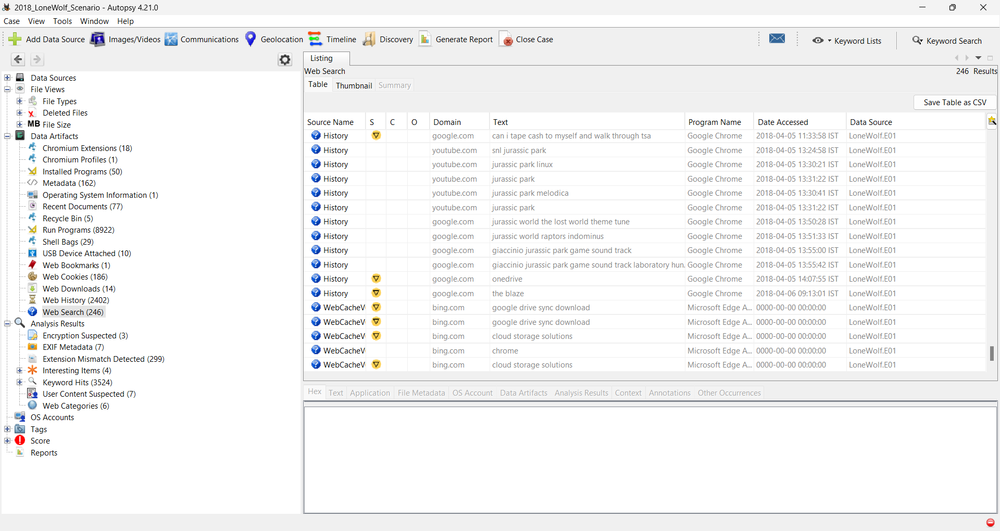 2018_LoneWolf_Scenario - Autopsy 4.21.0
Case View Tools Window Help
Add Data Source Images/Videos Communications Geolocation Timeline Discovery Generate Report Close Case Keyword Lists Keyword Search
Data Sources
File Views
File Types
Deleted Files
MB File Size
Data Artifacts
Chromium Extensions (18)
Chromium Profiles (1)
Installed Programs (50)
Metadata (162)
Operating System Information (1)
Recent Documents (77)
Recycle Bin (5)
Run Programs (8922)
Shell Bags (29)
USB Device Attached (10)
Web Bookmarks (1)
Web Cookies (186)
Web Downloads (14)
Web History (2402)
Web Search (246)
Analysis Results
Encryption Suspected (3)
EXIF Metadata (7)
Extension Mismatch Detected (299)
Interesting Items (4)
Keyword Hits (3524)
User Content Suspected (7)
Web Categories (6)
OS Accounts
Tags
Score
Reports
Listing
Web Search 246 Results
Table Thumbnail Summary
Save Table as CSV
Source Name S C O Domain Text Program Name Date Accessed Data Source
History google.com can i tape cash to myself and walk through tsa Google Chrome 2018-04-05 11:33:58 IST LoneWolf.E01
History youtube.com snl jurassic park Google Chrome 2018-04-05 13:24:58 IST LoneWolf.E01
History youtube.com jurassic park linux Google Chrome 2018-04-05 13:30:21 IST LoneWolf.E01
History youtube.com jurassic park Google Chrome 2018-04-05 13:31:22 IST LoneWolf.E01
History youtube.com jurassic park melodica Google Chrome 2018-04-05 13:30:41 IST LoneWolf.E01
History youtube.com jurassic park Google Chrome 2018-04-05 13:31:22 IST LoneWolf.E01
History google.com jurassic world the lost world theme tune Google Chrome 2018-04-05 13:50:28 IST LoneWolf.E01
History google.com jurassic world raptors indominus Google Chrome 2018-04-05 13:51:33 IST LoneWolf.E01
History google.com giaccinio jurassic park game sound track Google Chrome 2018-04-05 13:55:00 IST LoneWolf.E01
History google.com giaccinio jurassic park game sound track laboratory hun... Google Chrome 2018-04-05 13:55:42 IST LoneWolf.E01
History google.com onedrive Google Chrome 2018-04-05 14:07:55 IST LoneWolf.E01
History google.com the blaze Google Chrome 2018-04-06 09:13:01 IST LoneWolf.E01
WebCacheV bing.com google drive sync download Microsoft Edge A... 0000-00-00 00:00:00 LoneWolf.E01
WebCacheV bing.com google drive sync download Microsoft Edge A... 0000-00-00 00:00:00 LoneWolf.E01
WebCacheV bing.com cloud storage solutions Microsoft Edge A... 0000-00-00 00:00:00 LoneWolf.E01
WebCacheV bing.com chrome Microsoft Edge A... 0000-00-00 00:00:00 LoneWolf.E01
WebCacheV bing.com cloud storage solutions Microsoft Edge A... 0000-00-00 00:00:00 LoneWolf.E01
Hex Text Application File Metadata OS Account Data Artifacts Analysis Results Context Annotations Other Occurrences